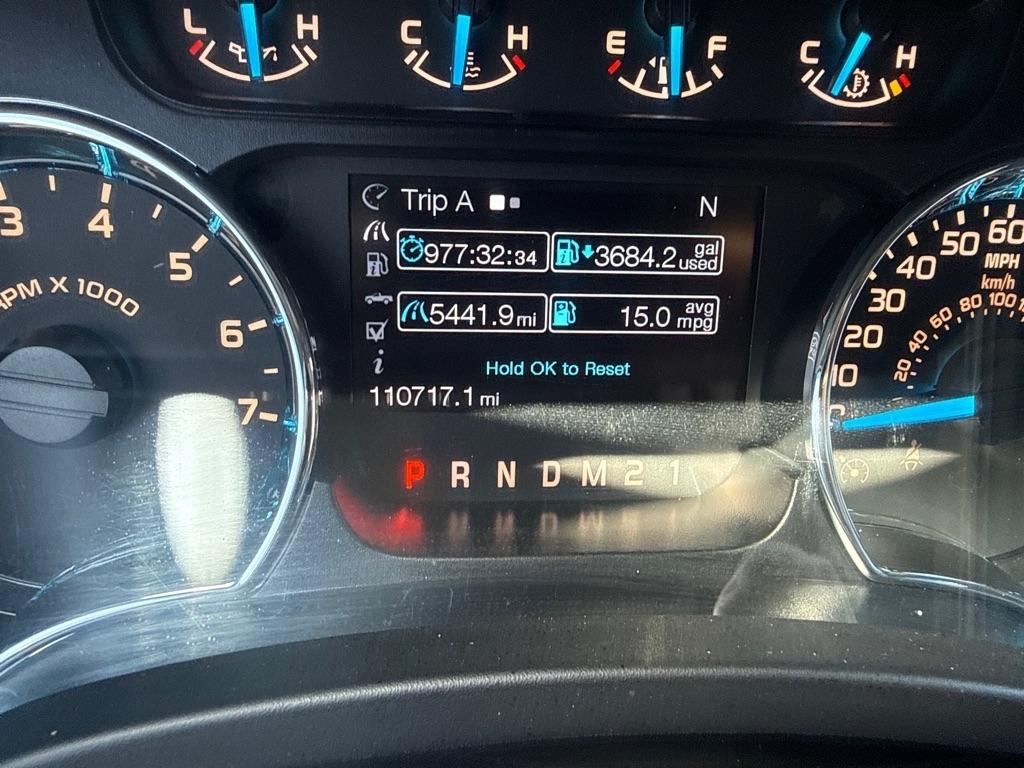 L H
C H
E F
C H
Trip A N
977:32:34 3684.2 gal used
5441.9 mi 15.0 avg mpg
Hold OK to Reset
110717.1 mi
P R N D M 2 1
3 4 5 6 7
RPM X 1000
0 10 20 30 40 50 60
MPH
km/h
20 40 60 80 100